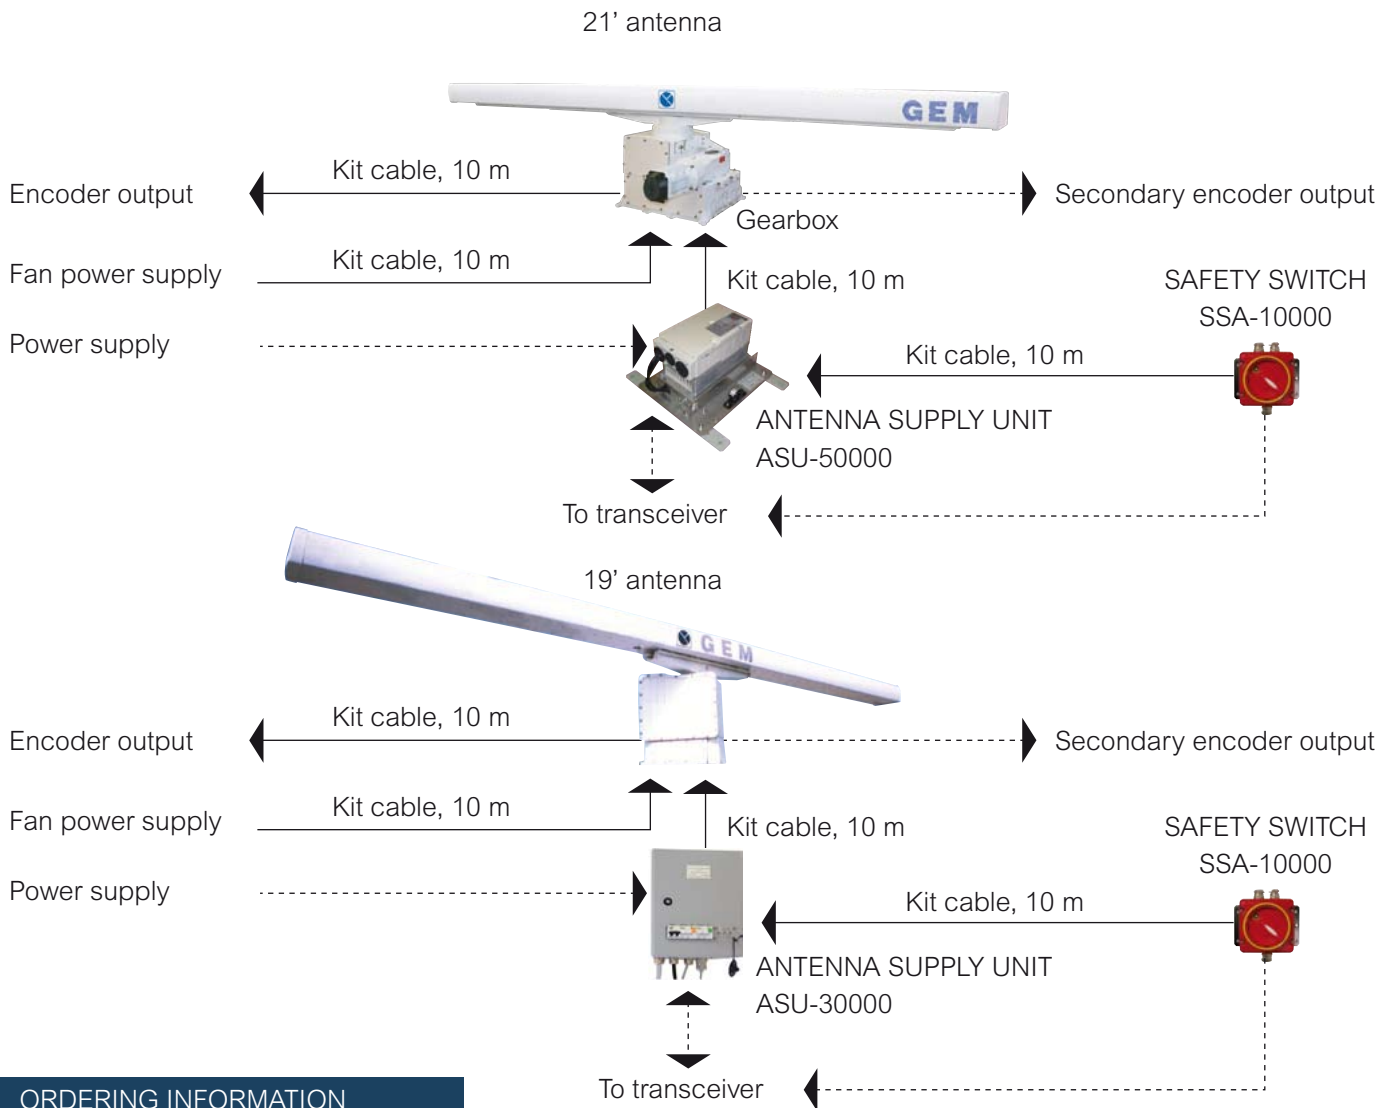 21’ antenna
GEM
Kit cable, 10 m
Encoder output
Secondary encoder output
Gearbox
Kit cable, 10 m
Fan power supply
Kit cable, 10 m
SAFETY SWITCH
SSA-10000
Power supply
Kit cable, 10 m
ANTENNA SUPPLY UNIT
ASU-50000
To transceiver
19’ antenna
GEM
Kit cable, 10 m
Encoder output
Secondary encoder output
Kit cable, 10 m
Fan power supply
Kit cable, 10 m
SAFETY SWITCH
SSA-10000
Power supply
Kit cable, 10 m
ANTENNA SUPPLY UNIT
ASU-30000
To transceiver
ORDERING INFORMATION